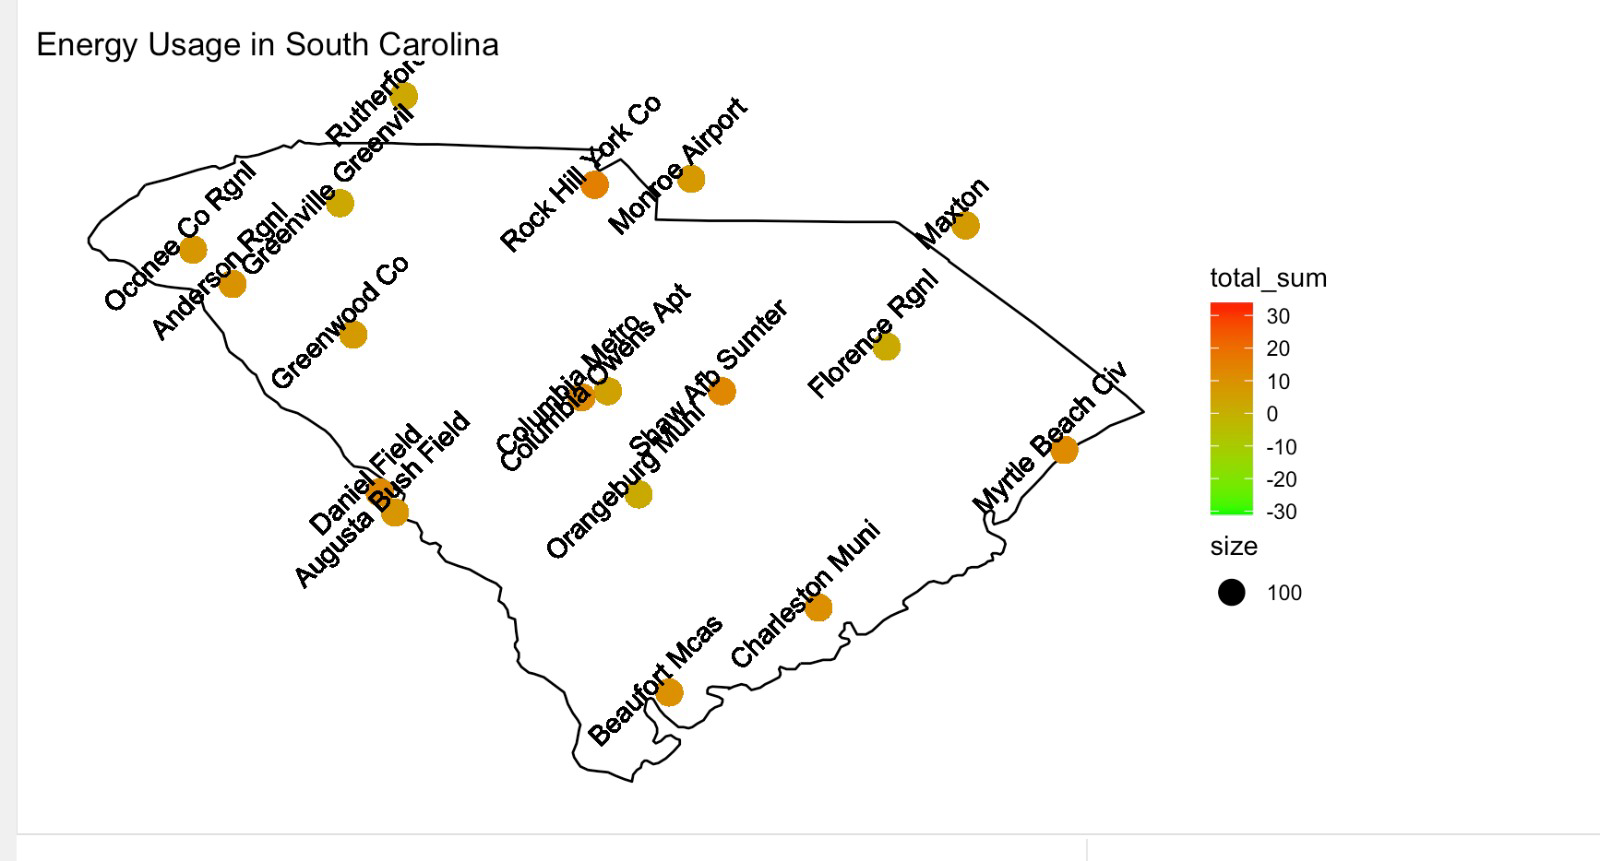 Energy Usage in South Carolina
Rutherfor
Greenville Greenvil
Rock Hill York Co
Monroe Airport
Oconee Co Rgnl
Anderson Rgnl
Maxton
Greenwood Co
Florence Rgnl
Columbia Metro
Columbia Owens Apt
Shaw Afb Sumter
Orangeburg Muni
Myrtle Beach Civ
Daniel Field
Augusta Bush Field
Charleston Muni
Beaufort Mcas
total_sum
30
20
10
0
-10
-20
-30
size
100